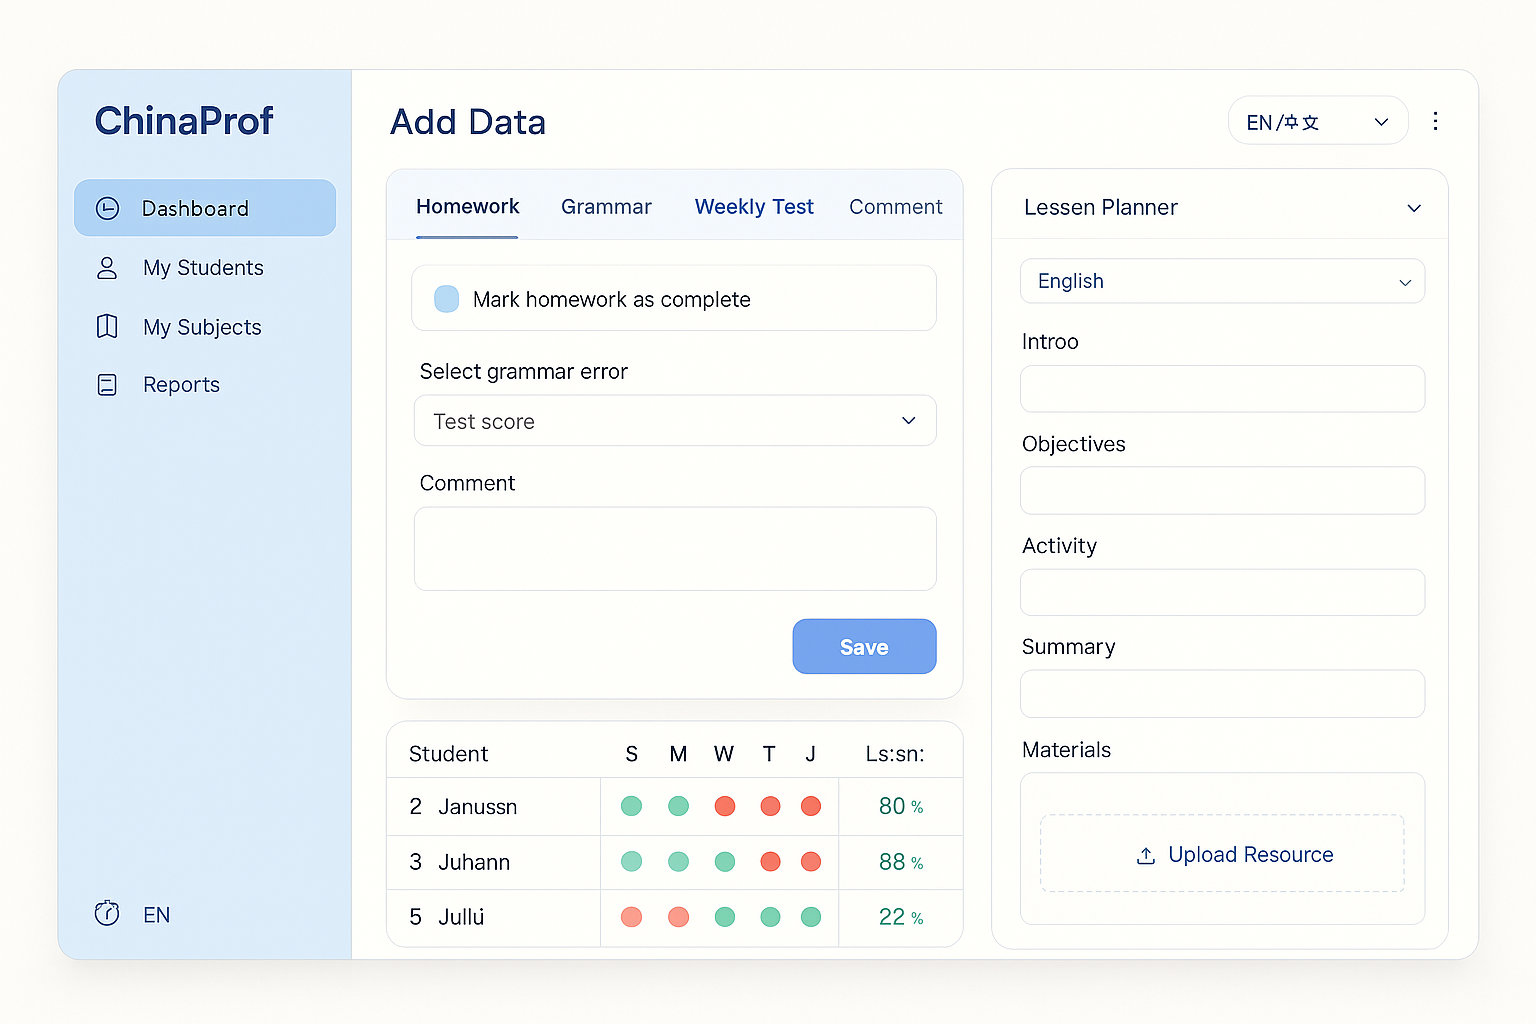 ChinaProf
Dashboard
My Students
My Subjects
Reports
EN
Add Data
EN/中文
Homework Grammar Weekly Test Comment
Mark homework as complete
Select grammar error
Test score
Comment
Save
Student S M W T J Ls:sn:
2 Janussn 80 %
3 Juhann 88 %
5 Jullú 22 %
Lessen Planner
English
Introo
Objectives
Activity
Summary
Materials
Upload Resource